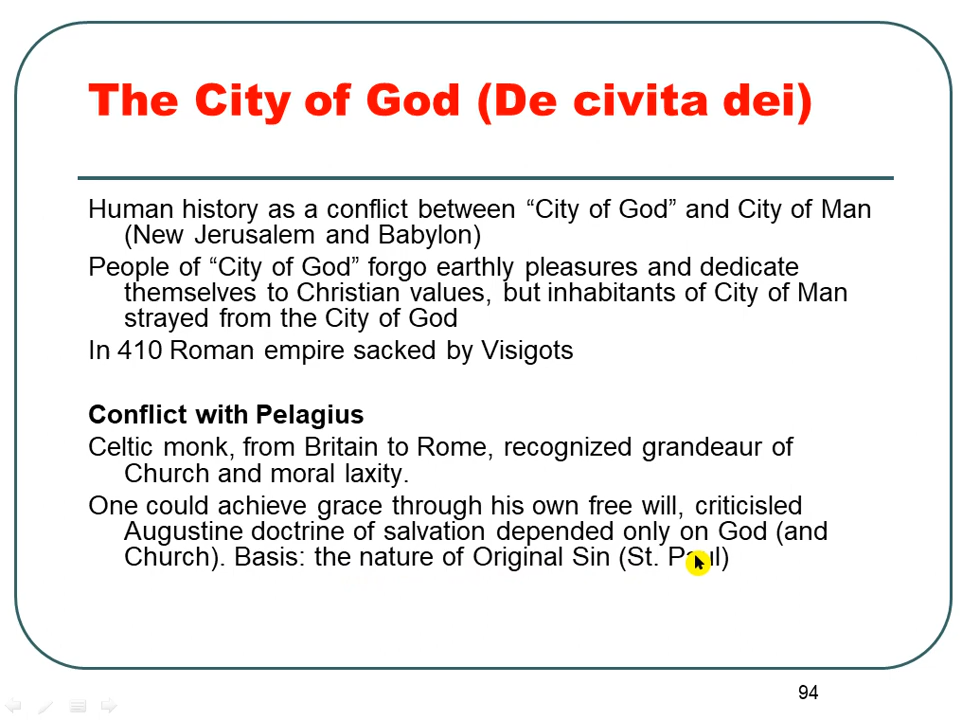 The City of God (De civita dei)
Human history as a conflict between “City of God” and City of Man
(New Jerusalem and Babylon)
People of “City of God” forgo earthly pleasures and dedicate
themselves to Christian values, but inhabitants of City of Man
strayed from the City of God
In 410 Roman empire sacked by Visigots
Conflict with Pelagius
Celtic monk, from Britain to Rome, recognized grandeaur of
Church and moral laxity.
One could achieve grace through his own free will, criticisled
Augustine doctrine of salvation depended only on God (and
Church). Basis: the nature of Original Sin (St. Paul)
94